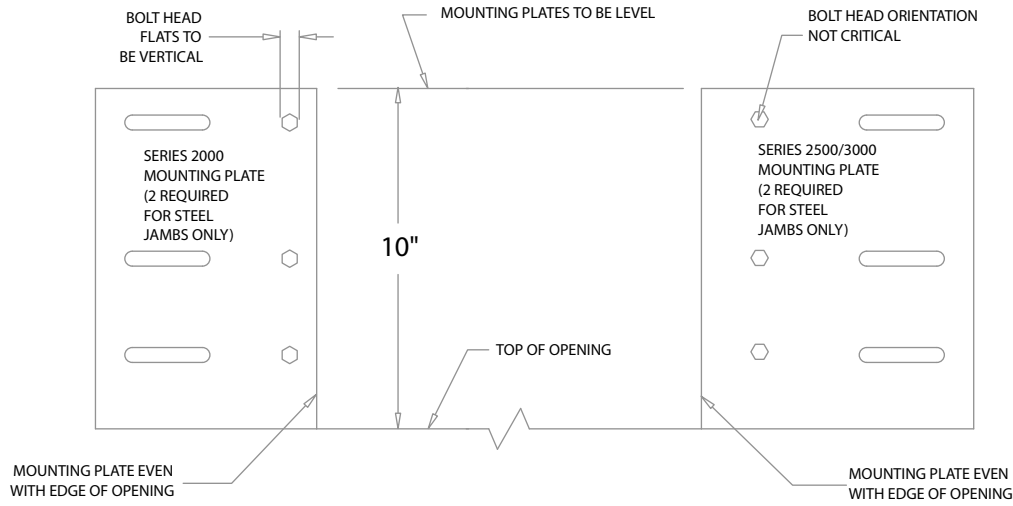 BOLT HEAD
FLATS TO
BE VERTICAL
MOUNTING PLATES TO BE LEVEL
BOLT HEAD ORIENTATION
NOT CRITICAL
SERIES 2000
MOUNTING PLATE
(2 REQUIRED
FOR STEEL
JAMBS ONLY)
10"
SERIES 2500/3000
MOUNTING PLATE
(2 REQUIRED
FOR STEEL
JAMBS ONLY)
TOP OF OPENING
MOUNTING PLATE EVEN
WITH EDGE OF OPENING
MOUNTING PLATE EVEN
WITH EDGE OF OPENING